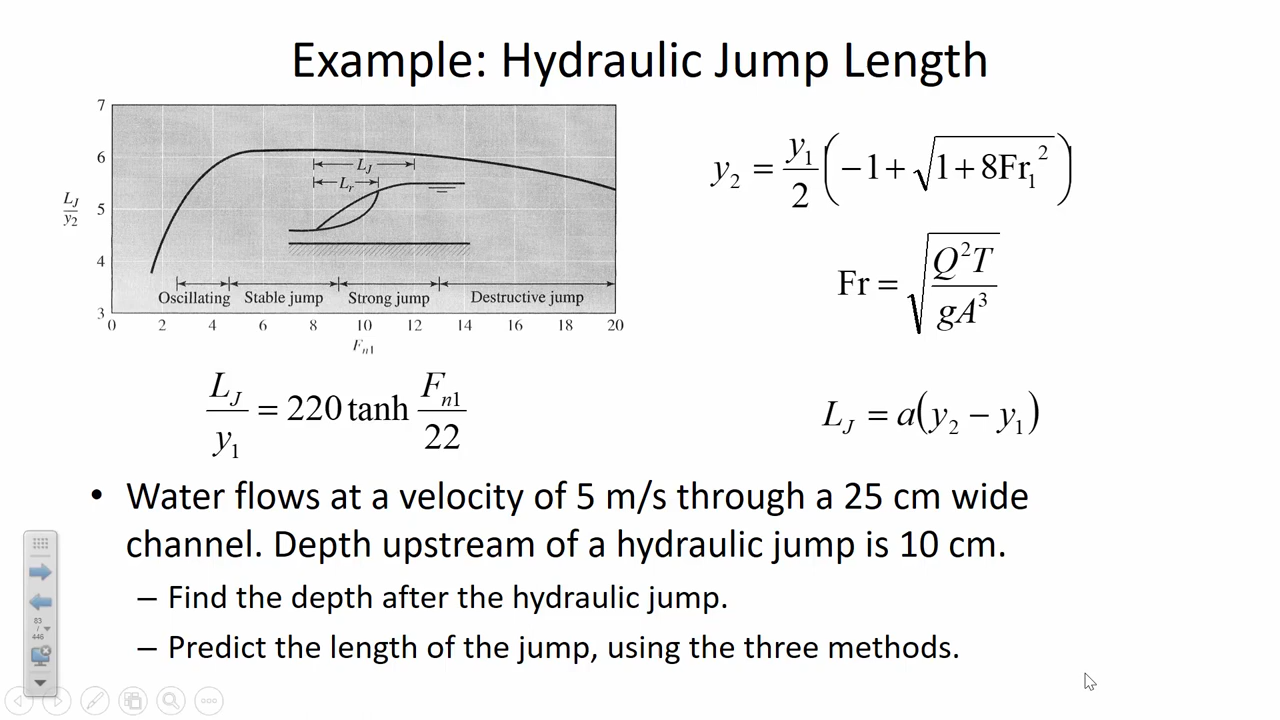 Example: Hydraulic Jump Length
7
6
5
4
3
L_J / y_2
L_J
L_r
Oscillating Stable jump Strong jump Destructive jump
0 2 4 6 8 10 12 14 16 18 20
F_n1
y_2 = y_1/2 (−1 + √(1 + 8Fr_1^2))
Fr = √(Q^2 T / gA^3)
L_J / y_1 = 220 tanh F_n1 / 22
L_J = a(y_2 − y_1)
• Water flows at a velocity of 5 m/s through a 25 cm wide
channel. Depth upstream of a hydraulic jump is 10 cm.
– Find the depth after the hydraulic jump.
– Predict the length of the jump, using the three methods.
83
/
446